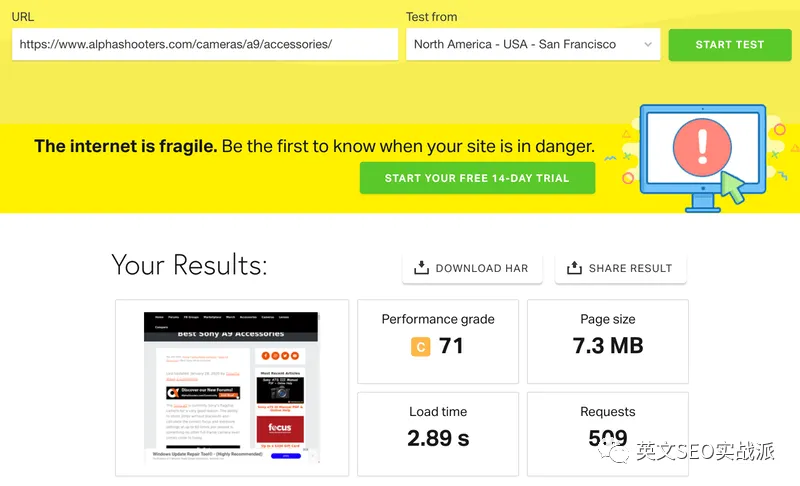 URL
Test from
https://www.alphashooters.com/cameras/a9/accessories/
North America - USA - San Francisco
START TEST
The internet is fragile. Be the first to know when your site is in danger.
START YOUR FREE 14-DAY TRIAL
Your Results:
DOWNLOAD HAR
SHARE RESULT
Best Sony A9 Accessories
Discover our New Forums!
Most Recent Articles
focus
Windows Update Repair Tool© - (Highly Recommended)
Performance grade
C 71
Page size
7.3 MB
Load time
2.89 s
Requests
509
英文SEO实战派